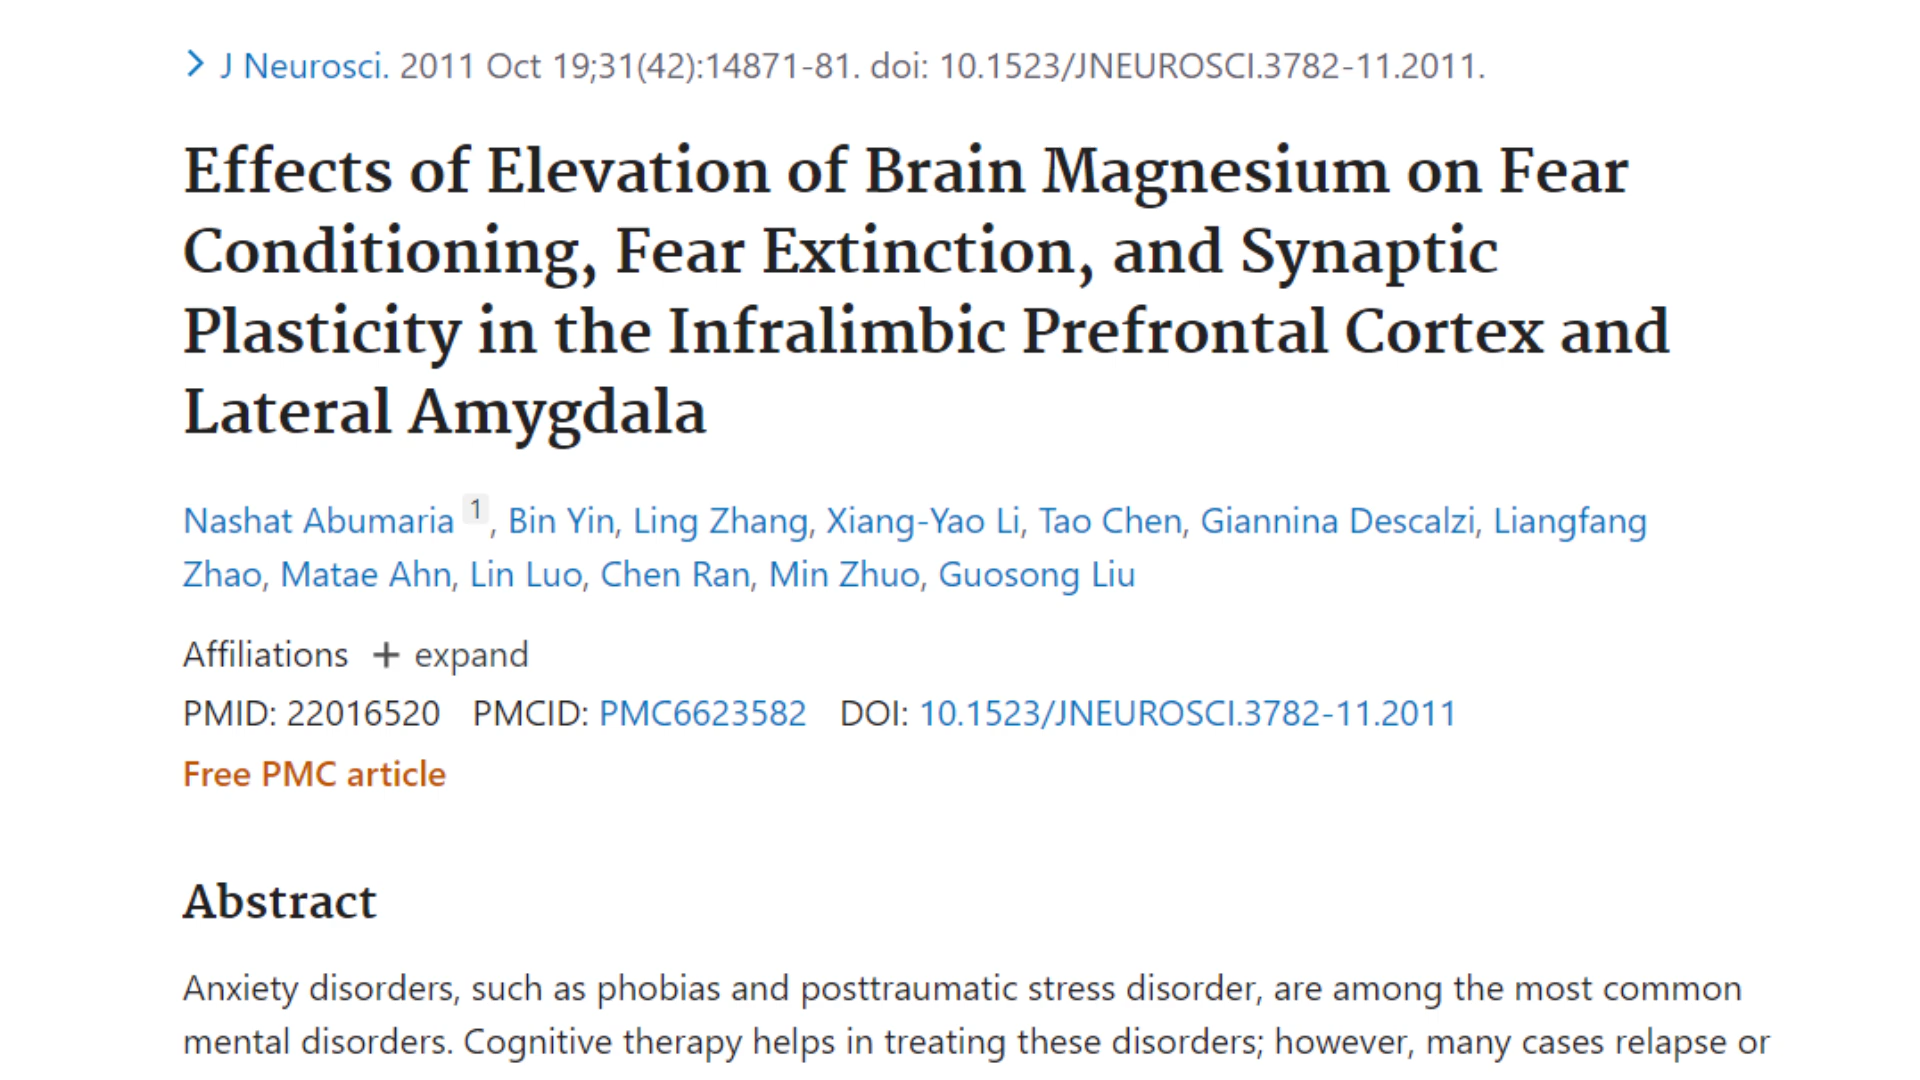 J Neurosci. 2011 Oct 19;31(42):14871-81. doi: 10.1523/JNEUROSCI.3782-11.2011.
Effects of Elevation of Brain Magnesium on Fear
Conditioning, Fear Extinction, and Synaptic
Plasticity in the Infralimbic Prefrontal Cortex and
Lateral Amygdala
Nashat Abumaria 1, Bin Yin, Ling Zhang, Xiang-Yao Li, Tao Chen, Giannina Descalzi, Liangfang
Zhao, Matae Ahn, Lin Luo, Chen Ran, Min Zhuo, Guosong Liu
Affiliations + expand
PMID: 22016520 PMCID: PMC6623582 DOI: 10.1523/JNEUROSCI.3782-11.2011
Free PMC article
Abstract
Anxiety disorders, such as phobias and posttraumatic stress disorder, are among the most common
mental disorders. Cognitive therapy helps in treating these disorders; however, many cases relapse or